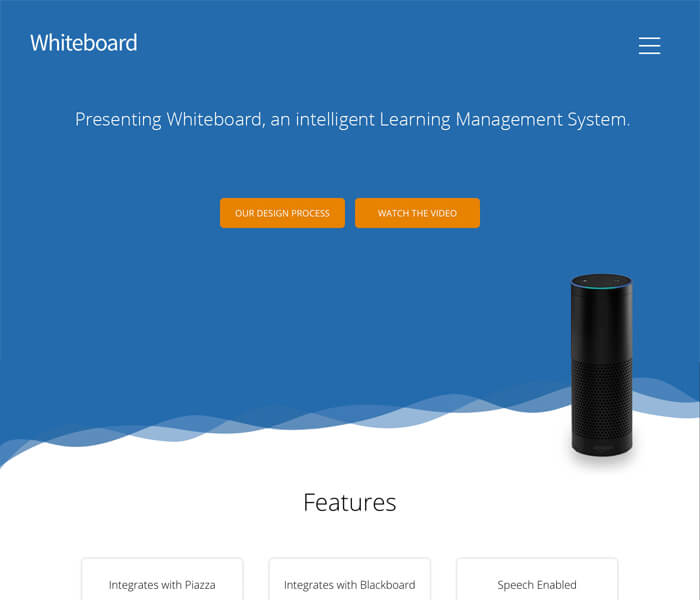 Whiteboard
Presenting Whiteboard, an intelligent Learning Management System.
OUR DESIGN PROCESS
WATCH THE VIDEO
Features
Integrates with Piazza
Integrates with Blackboard
Speech Enabled